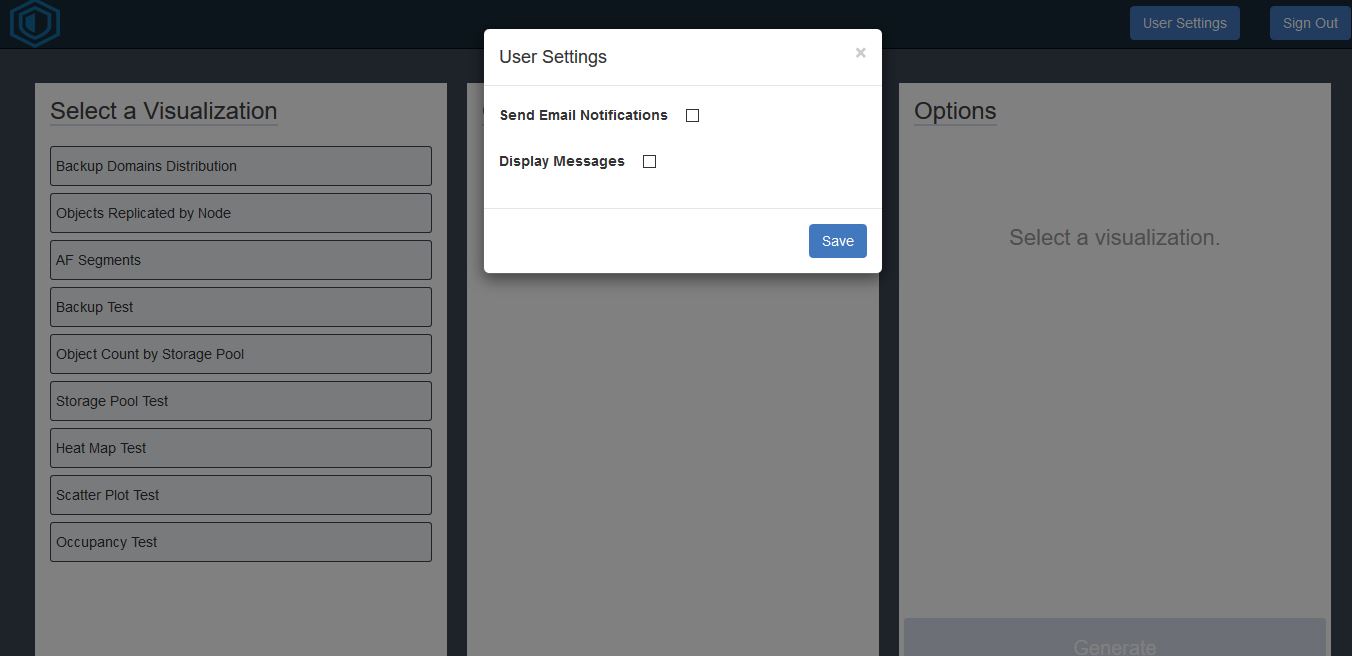 User Settings
Sign Out
User Settings
×
Send Email Notifications
Display Messages
Save
Select a Visualization
Backup Domains Distribution
Objects Replicated by Node
AF Segments
Backup Test
Object Count by Storage Pool
Storage Pool Test
Heat Map Test
Scatter Plot Test
Occupancy Test
Options
Select a visualization.
Generate